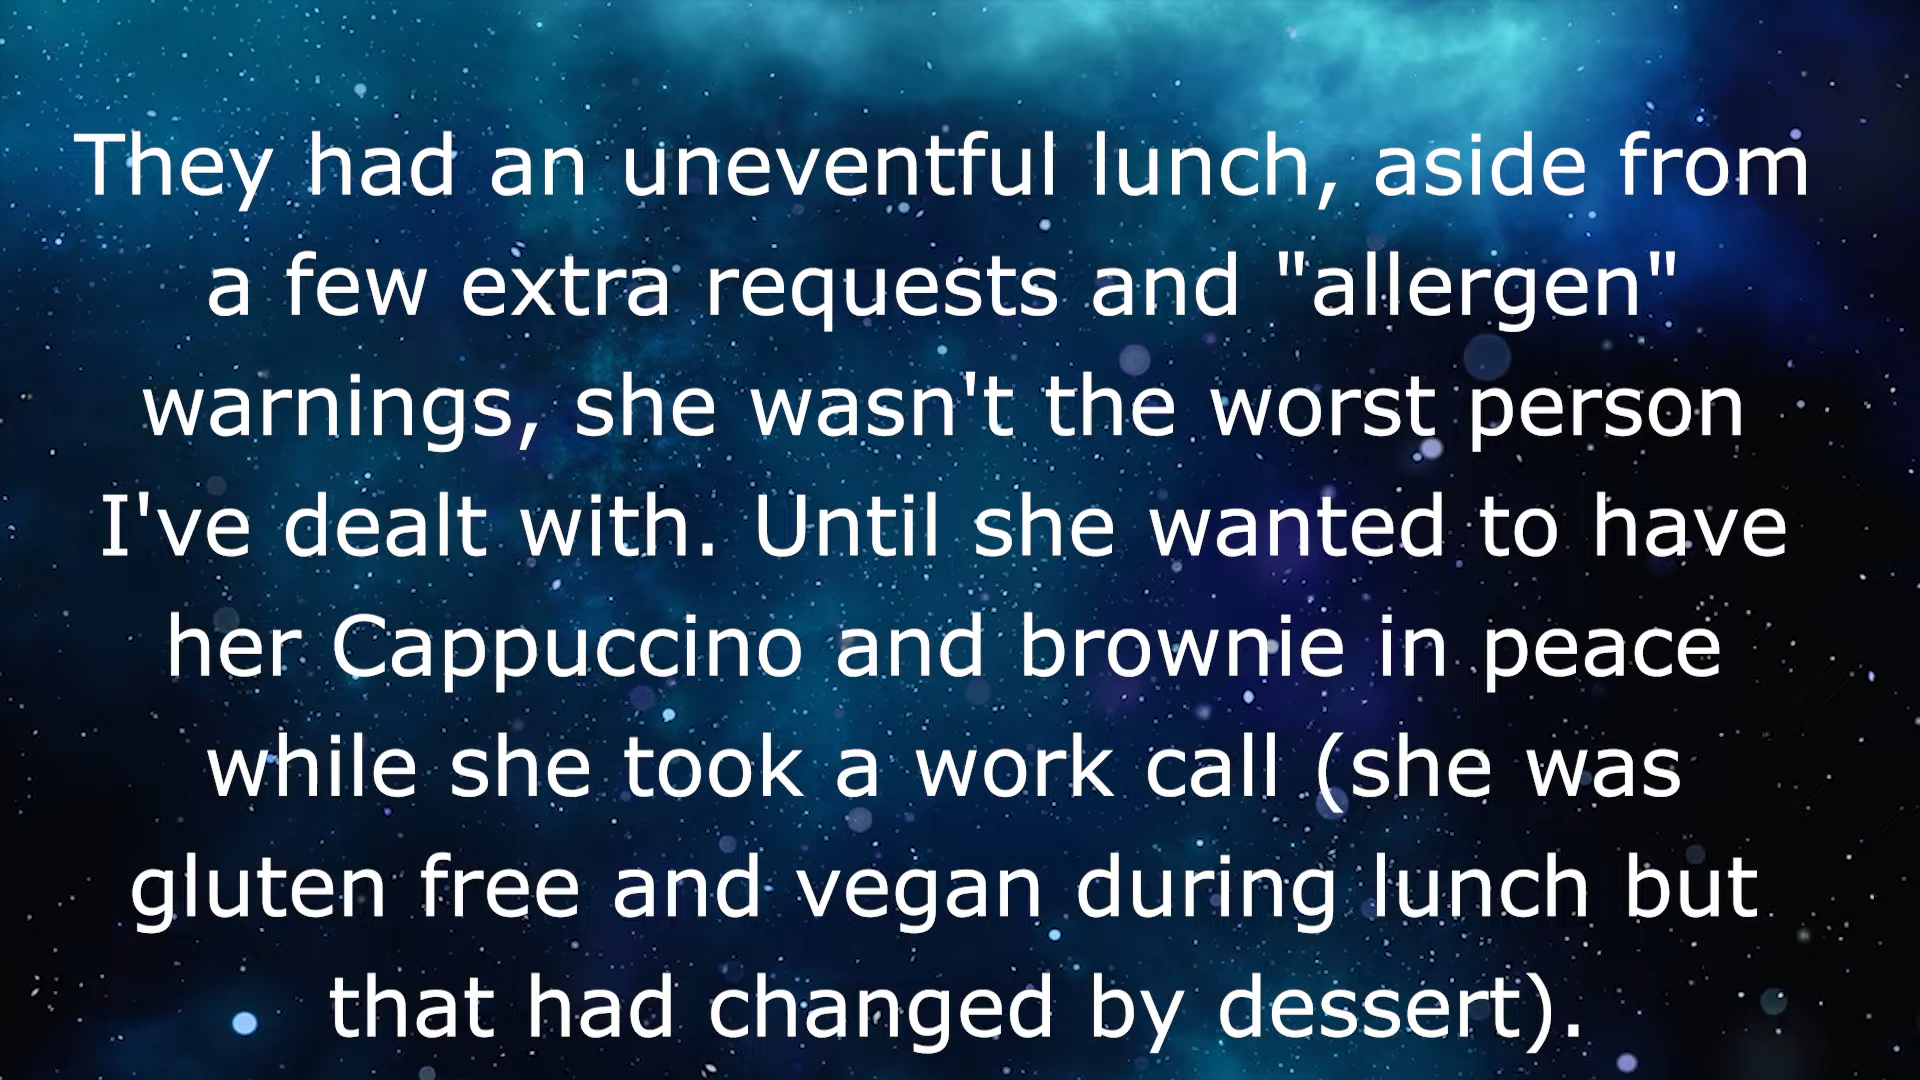 They had an uneventful lunch, aside from
a few extra requests and "allergen"
warnings, she wasn't the worst person
I've dealt with. Until she wanted to have
her Cappuccino and brownie in peace
while she took a work call (she was
gluten free and vegan during lunch but
that had changed by dessert).